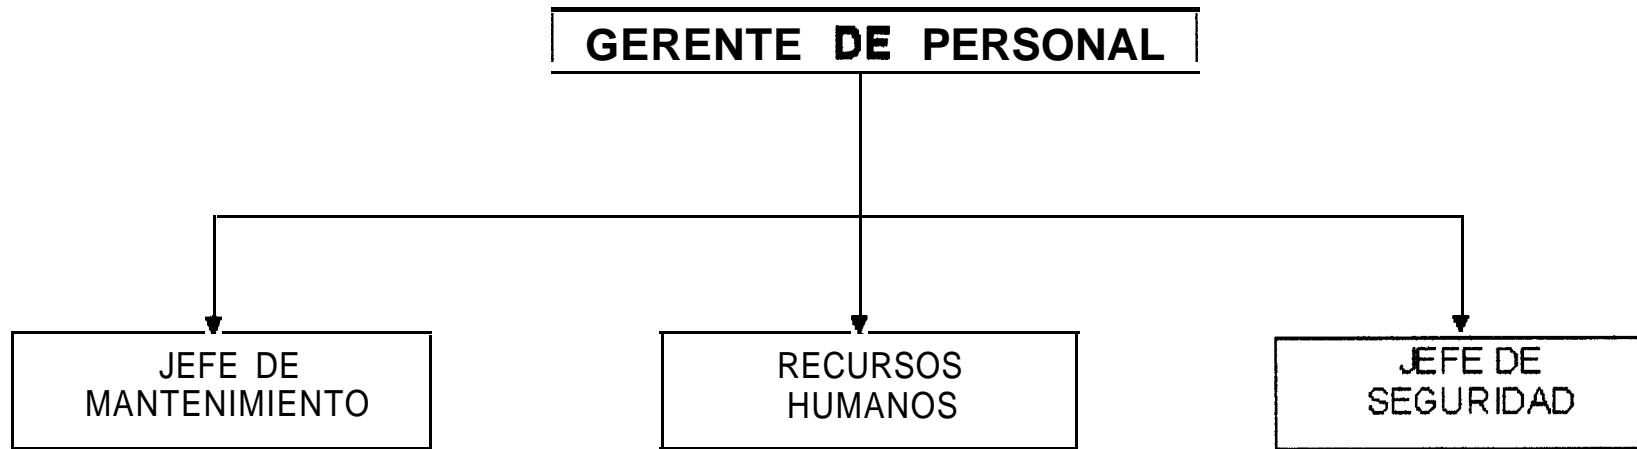 GERENTE DE PERSONAL
JEFE DE
MANTENIMIENTO
RECURSOS
HUMANOS
JEFE DE
SEGURIDAD